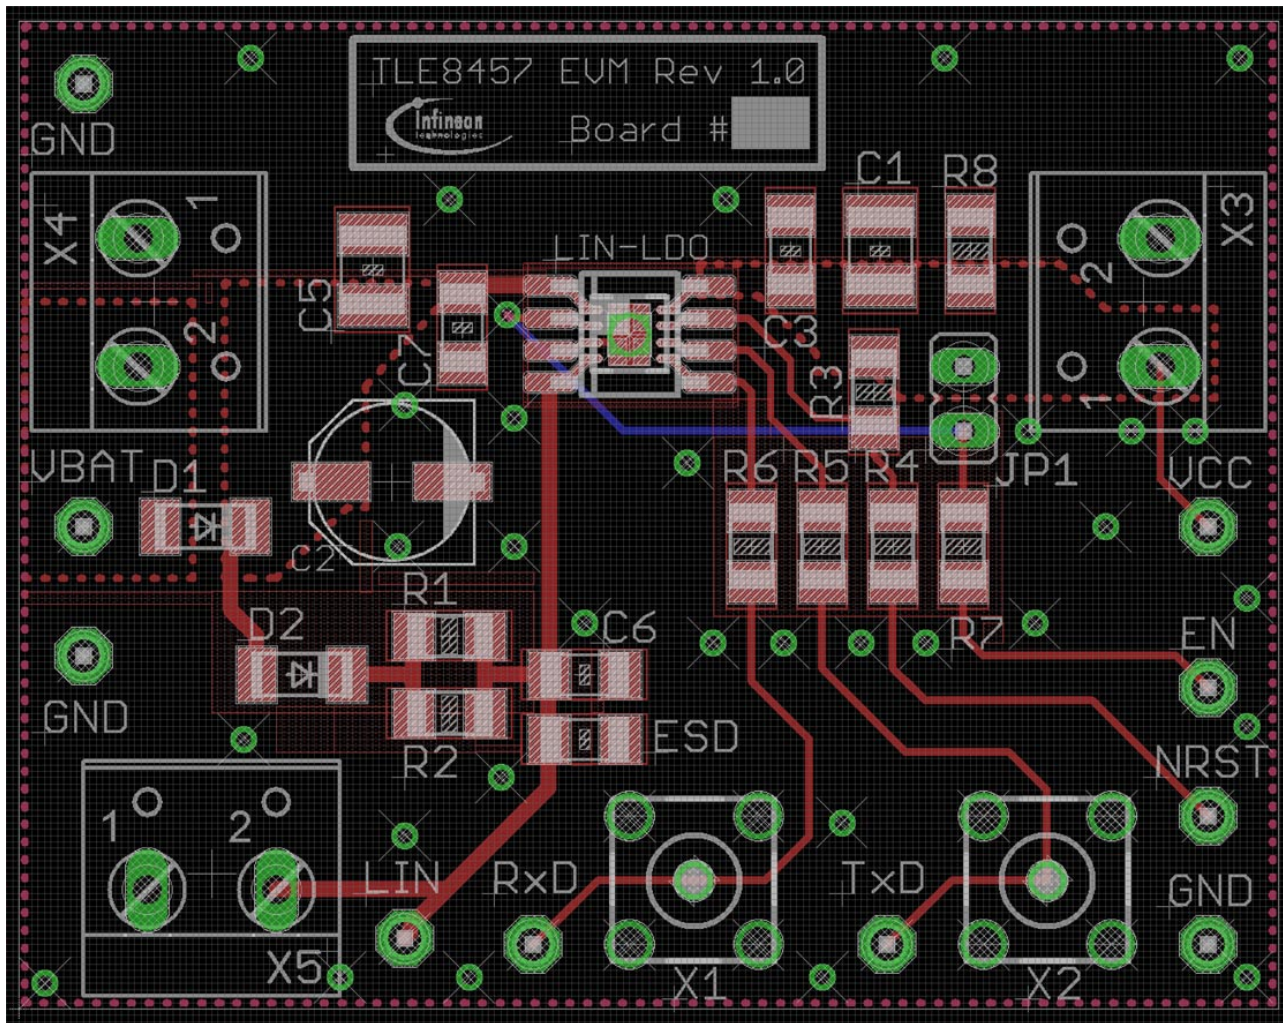 TLE8457 EVM Rev 1.0
Infineon
technologies
Board #
GND
X4
1
2
C5
C7
LIN-LDO
C1
R8
C3
R3
X3
2
1
VBAT
D1
C2
R6
R5
R4
JP1
VCC
R1
D2
C6
R7
EN
GND
R2
ESD
NRST
1
2
LIN
RxD
TxD
GND
X5
X1
X2